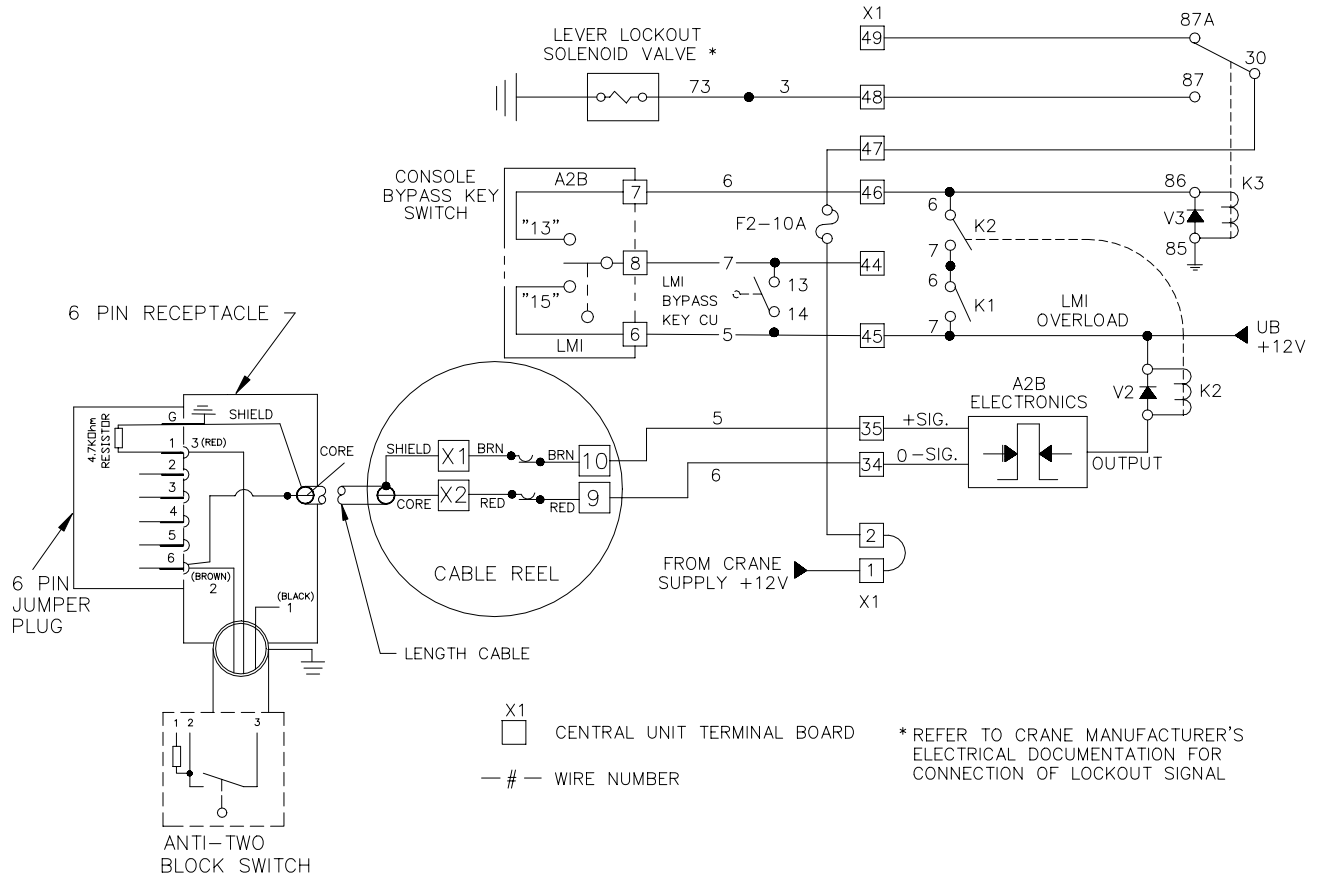 X1
87A
LEVER LOCKOUT
SOLENOID VALVE *
49
30
73
3
48
87
47
CONSOLE
BYPASS KEY
SWITCH
A2B
7
6
46
86
K3
"13"
F2-10A
6
K2
V3
7
85
8
7
44
"15"
LMI
BYPASS
KEY CU
13
14
6
K1
7
LMI
OVERLOAD
LMI
6
5
45
UB
+12V
6 PIN RECEPTACLE
A2B
ELECTRONICS
V2
K2
G
SHIELD
4.7KOhm
RESISTOR
1
3 (RED)
CORE
2
3
4
5
6
(BROWN)
2
(BLACK)
1
SHIELD
X1
BRN
BRN
10
5
35
+SIG.
CORE
X2
RED
RED
9
6
34
0-SIG.
OUTPUT
CABLE REEL
2
FROM CRANE
SUPPLY +12V
1
X1
6 PIN
JUMPER
PLUG
LENGTH CABLE
1 2 3
ANTI-TWO
BLOCK SWITCH
X1
CENTRAL UNIT TERMINAL BOARD
-#- WIRE NUMBER
* REFER TO CRANE MANUFACTURER'S
ELECTRICAL DOCUMENTATION FOR
CONNECTION OF LOCKOUT SIGNAL